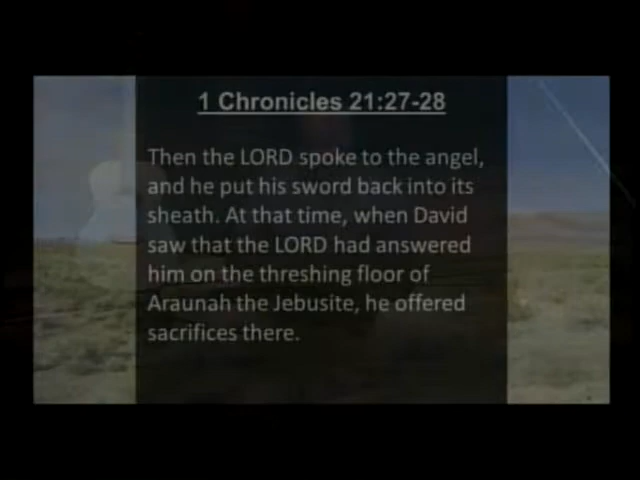 1 Chronicles 21:27-28
Then the LORD spoke to the angel,
and he put his sword back into its
sheath. At that time, when David
saw that the LORD had answered
him on the threshing floor of
Araunah the Jebusite, he offered
sacrifices there.